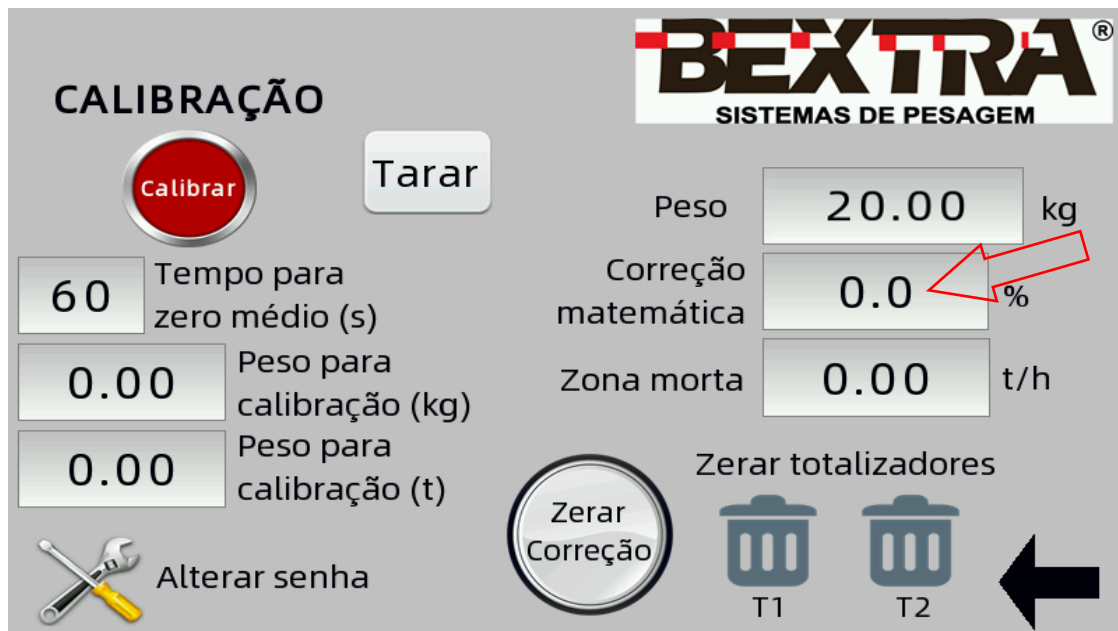 BEXTRA®
SISTEMAS DE PESAGEM
CALIBRAÇÃO
Calibrar
Tarar
Peso
20.00
kg
60
Tempo para
zero médio (s)
Correção
matemática
0.0
%
0.00
Peso para
calibração (kg)
Zona morta
0.00
t/h
0.00
Peso para
calibração (t)
Zerar totalizadores
Zerar
Correção
Alterar senha
T1
T2